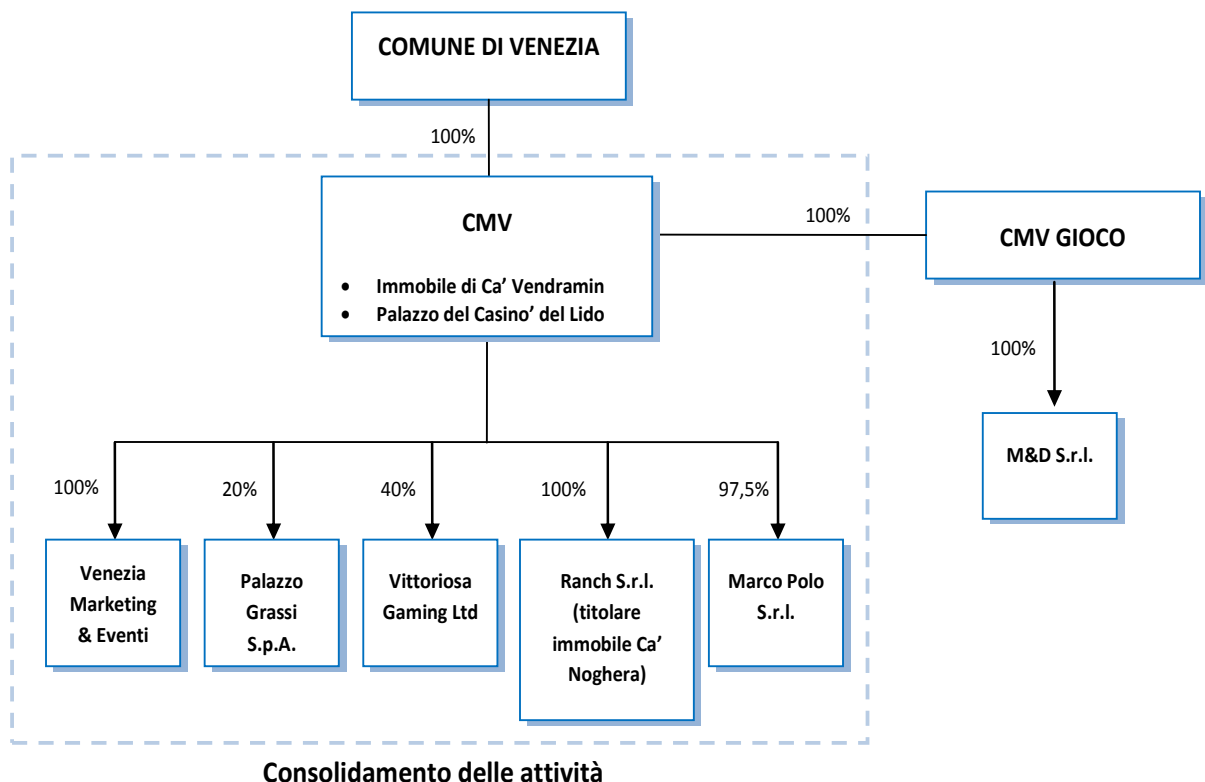 COMUNE DI VENEZIA
100%
CMV
• Immobile di Ca’ Vendramin
• Palazzo del Casino’ del Lido
100%
CMV GIOCO
100%
M&D S.r.l.
100%
20%
40%
100%
97,5%
Venezia
Marketing
& Eventi
Palazzo
Grassi
S.p.A.
Vittoriosa
Gaming Ltd
Ranch S.r.l.
(titolare
immobile Ca’
Noghera)
Marco Polo
S.r.l.
Consolidamento delle attività